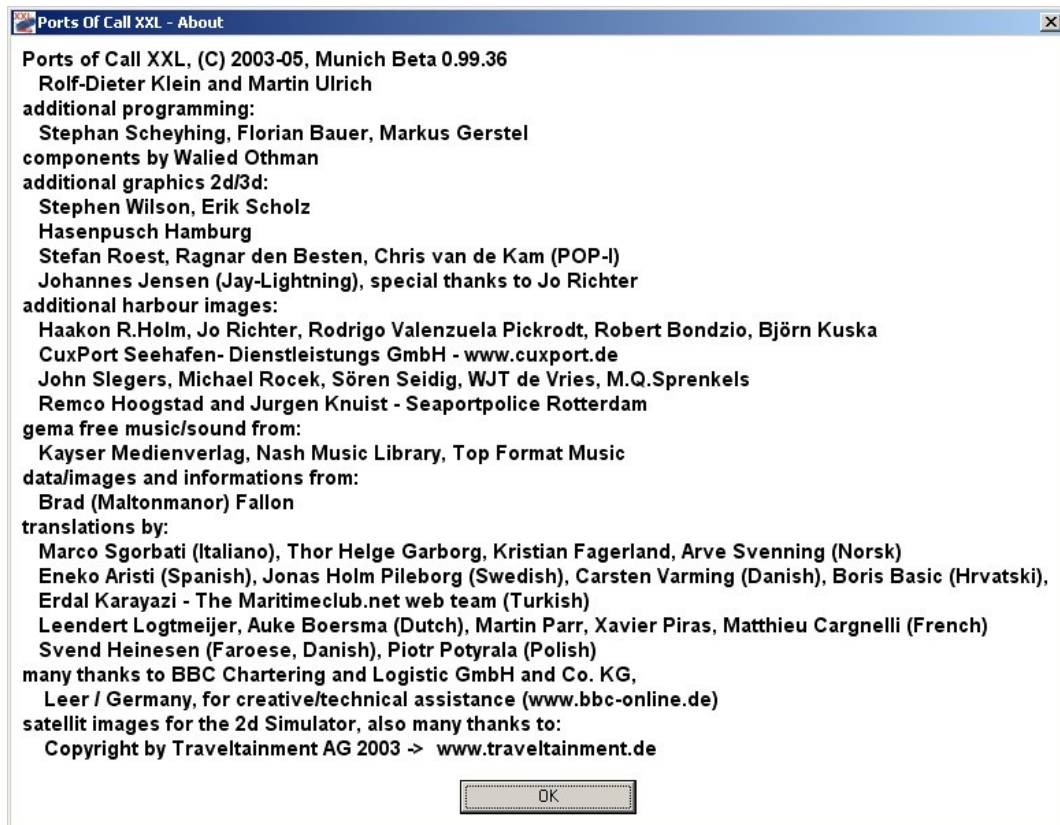 Ports Of Call XXL - About
Ports of Call XXL, (C) 2003-05, Munich Beta 0.99.36
Rolf-Dieter Klein and Martin Ulrich
additional programming:
Stephan Scheyhing, Florian Bauer, Markus Gerstel
components by Walied Othman
additional graphics 2d/3d:
Stephen Wilson, Erik Scholz
Hasenpusch Hamburg
Stefan Roest, Ragnar den Besten, Chris van de Kam (POP-I)
Johannes Jensen (Jay-Lightning), special thanks to Jo Richter
additional harbour images:
Haakon R.Holm, Jo Richter, Rodrigo Valenzuela Pickrodt, Robert Bondzio, Björn Kuska
CuxPort Seehafen- Dienstleistungs GmbH - www.cuxport.de
John Slegers, Michael Rocek, Sören Seidig, WJT de Vries, M.Q.Sprenkels
Remco Hoogstad and Jurgen Knuist - Seaportpolice Rotterdam
gema free music/sound from:
Kayser Medienverlag, Nash Music Library, Top Format Music
data/images and informations from:
Brad (Maltonmanor) Fallon
translations by:
Marco Sgorbati (Italiano), Thor Helge Garborg, Kristian Fagerland, Arve Svenning (Norsk)
Eneko Aristi (Spanish), Jonas Holm Pileborg (Swedish), Carsten Varming (Danish), Boris Basic (Hrvatski),
Erdal Karayazi - The Maritimeclub.net web team (Turkish)
Leendert Logtmeijer, Auke Boersma (Dutch), Martin Parr, Xavier Piras, Matthieu Cargnelli (French)
Svend Heinesen (Faroese, Danish), Piotr Potyrala (Polish)
many thanks to BBC Chartering and Logistic GmbH and Co. KG,
Leer / Germany, for creative/technical assistance (www.bbc-online.de)
satellit images for the 2d Simulator, also many thanks to:
Copyright by Traveltainment AG 2003 -> www.traveltainment.de
OK